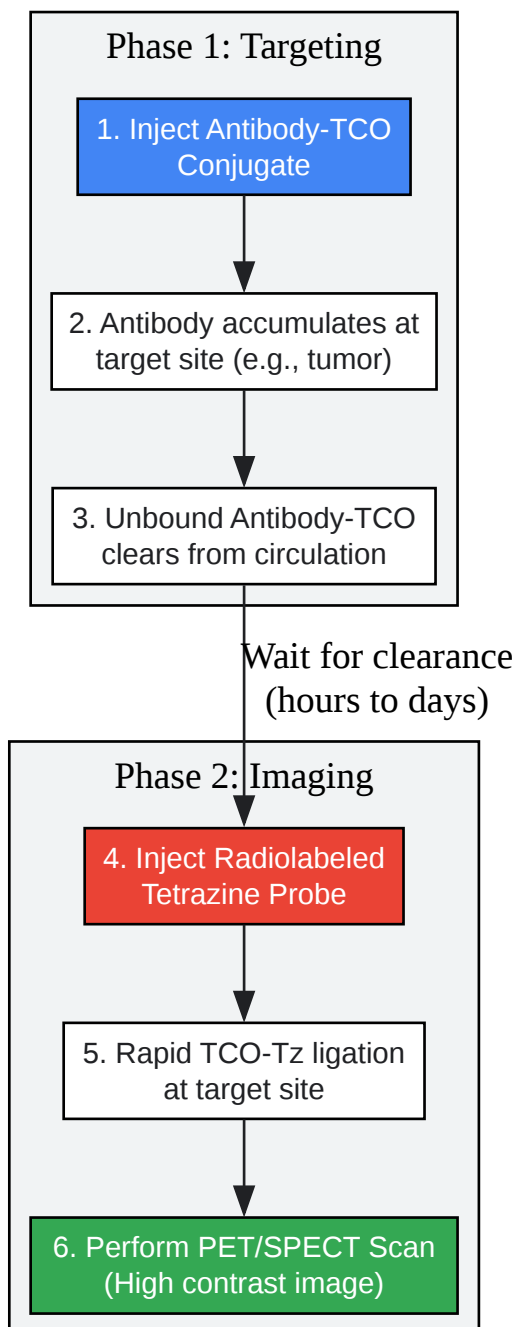 Phase 1: Targeting
1. Inject Antibody-TCO
Conjugate
2. Antibody accumulates at
target site (e.g., tumor)
3. Unbound Antibody-TCO
clears from circulation
Wait for clearance
(hours to days)
Phase 2: Imaging
4. Inject Radiolabeled
Tetrazine Probe
5. Rapid TCO-Tz ligation
at target site
6. Perform PET/SPECT Scan
(High contrast image)